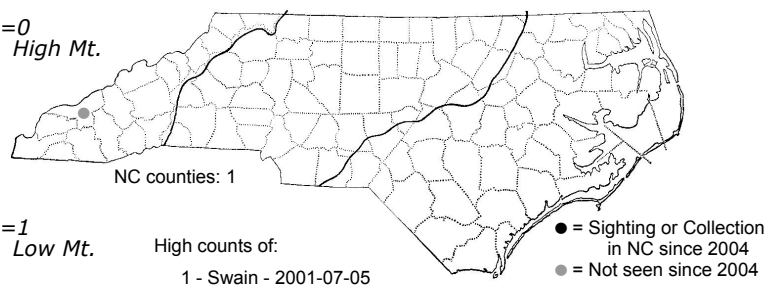 =0
High Mt.
NC counties: 1
=1
Low Mt.
High counts of:
1 - Swain - 2001-07-05
● = Sighting or Collection
in NC since 2004
● = Not seen since 2004